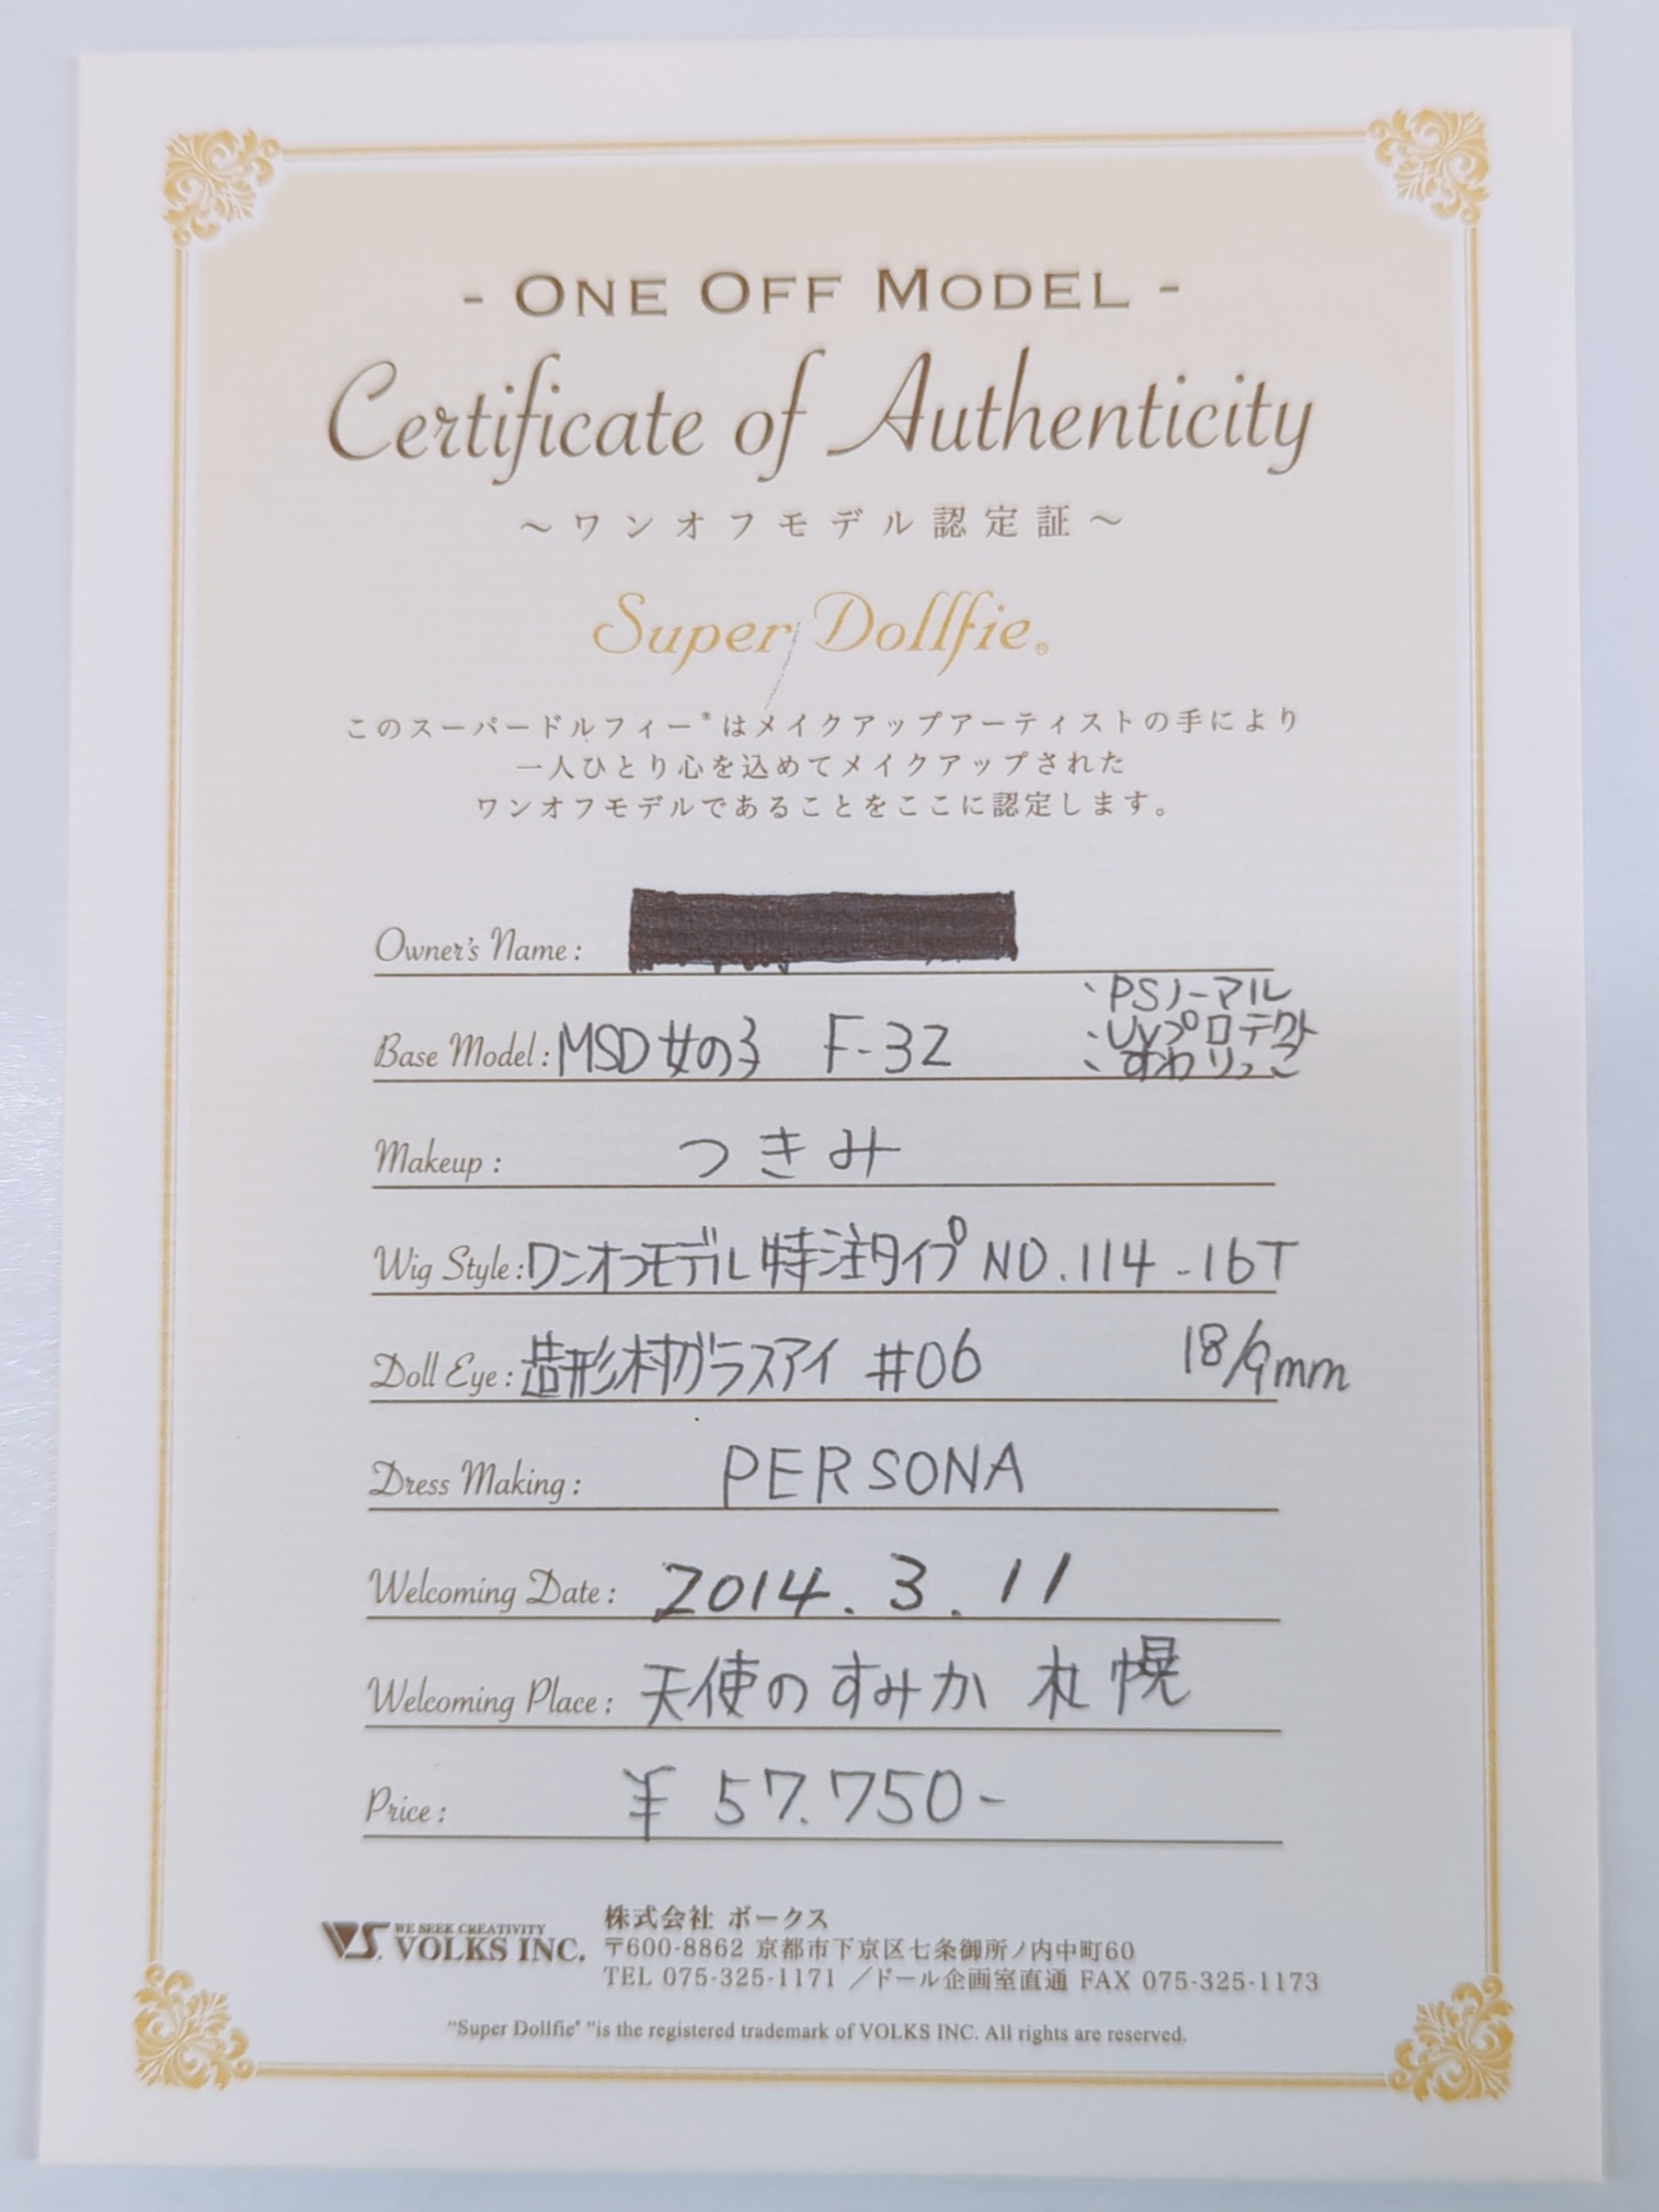 - ONE OFF MODEL -
Certificate of Authenticity
～ワンオフモデル認定証～
Super Dollfie®
このスーパードルフィー®はメイクアップアーティストの手により
一人ひとり心を込めてメイクアップされた
ワンオフモデルであることをここに認定します。
Owner's Name:
Base Model: MSD女の子 F-32
・PSノーマル
・UVプロテクト
・すわりっこ
Makeup: つきみ
Wig Style: ワンオフモデル特注タイプ NO.114-16T
Doll Eye: 造形村ガラスアイ #06 18/9mm
Dress Making: PERSONA
Welcoming Date: 2014.3.11
Welcoming Place: 天使のすみか 札幌
Price: ¥57.750-
VS. WE SEEK CREATIVITY VOLKS INC.
株式会社 ボークス
〒600-8862 京都市下京区七条御所ノ内中町60
TEL 075-325-1171 ／ドール企画室直通 FAX 075-325-1173
"Super Dollfie® "is the registered trademark of VOLKS INC. All rights are reserved.